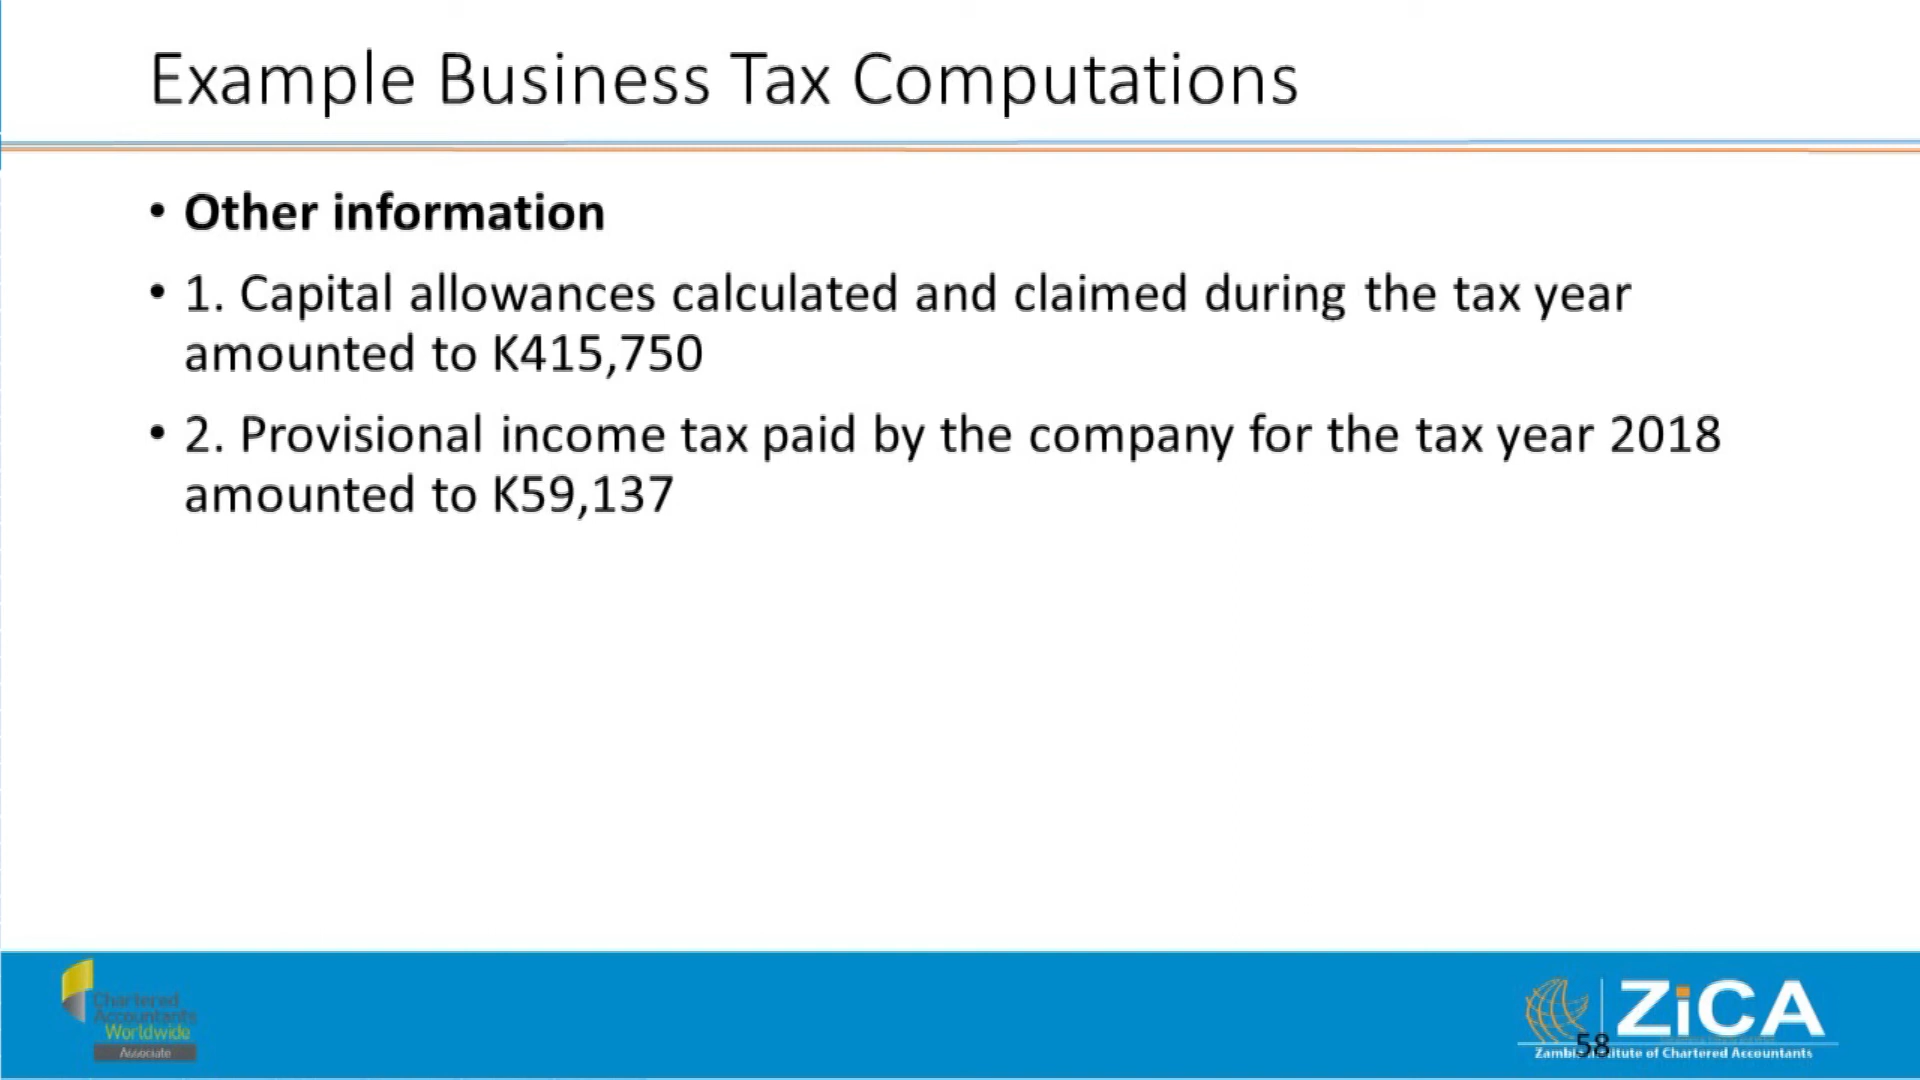 Example Business Tax Computations
• Other information
• 1. Capital allowances calculated and claimed during the tax year
amounted to K415,750
• 2. Provisional income tax paid by the company for the tax year 2018
amounted to K59,137
Chartered
Accountants
Worldwide
Associate
ZiCA
58
of Chartered Accountants